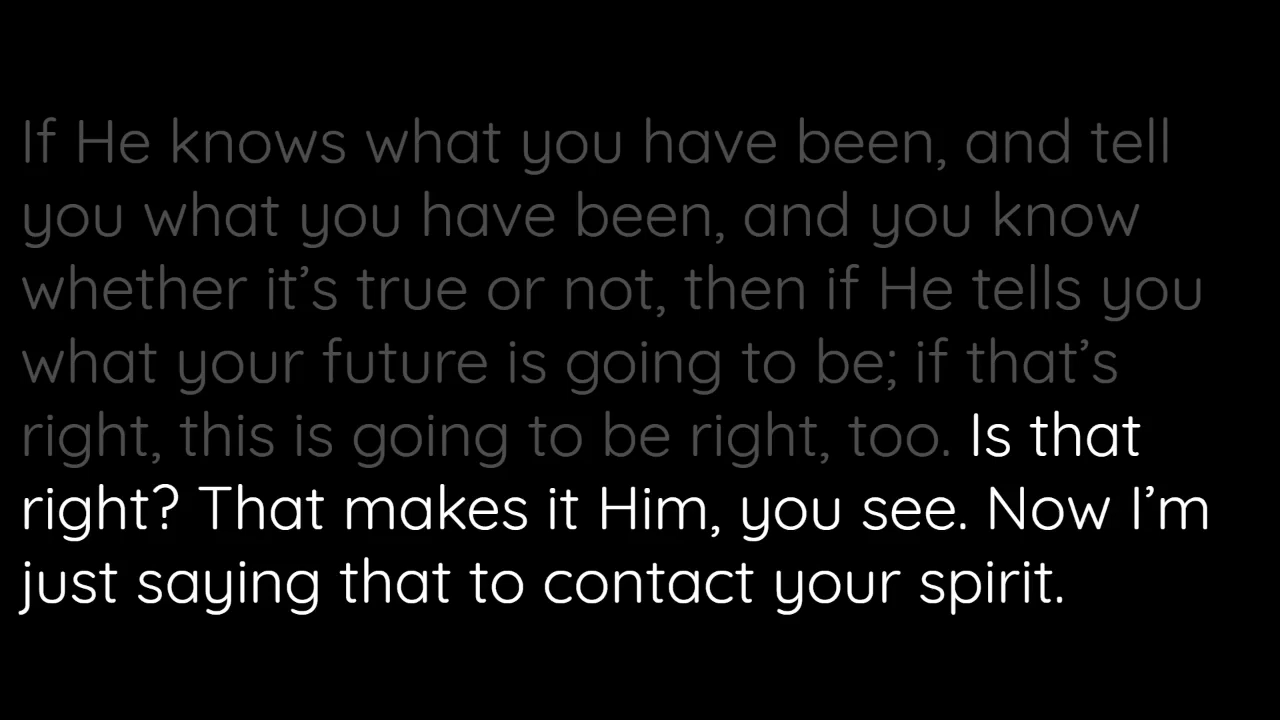 If He knows what you have been, and tell
you what you have been, and you know
whether it’s true or not, then if He tells you
what your future is going to be; if that’s
right, this is going to be right, too. Is that
right? That makes it Him, you see. Now I’m
just saying that to contact your spirit.